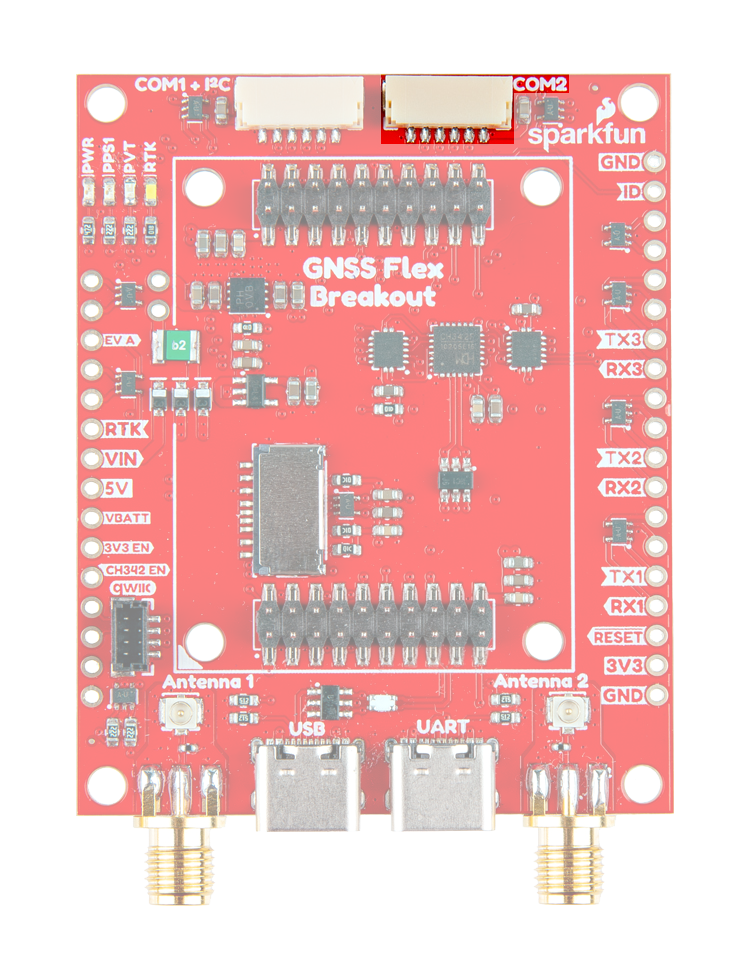 COM1 + I²C
COM2
sparkfun
PWR
PPS1
PVT
RTK
GND
ID
GNSS Flex
Breakout
EV A
b2
TX3
RX3
RTK
VIN
5V
VBATT
3V3 EN
CH342 EN
qwiic
TX2
RX2
TX1
RX1
RESET
3V3
GND
Antenna 1
Antenna 2
USB
UART